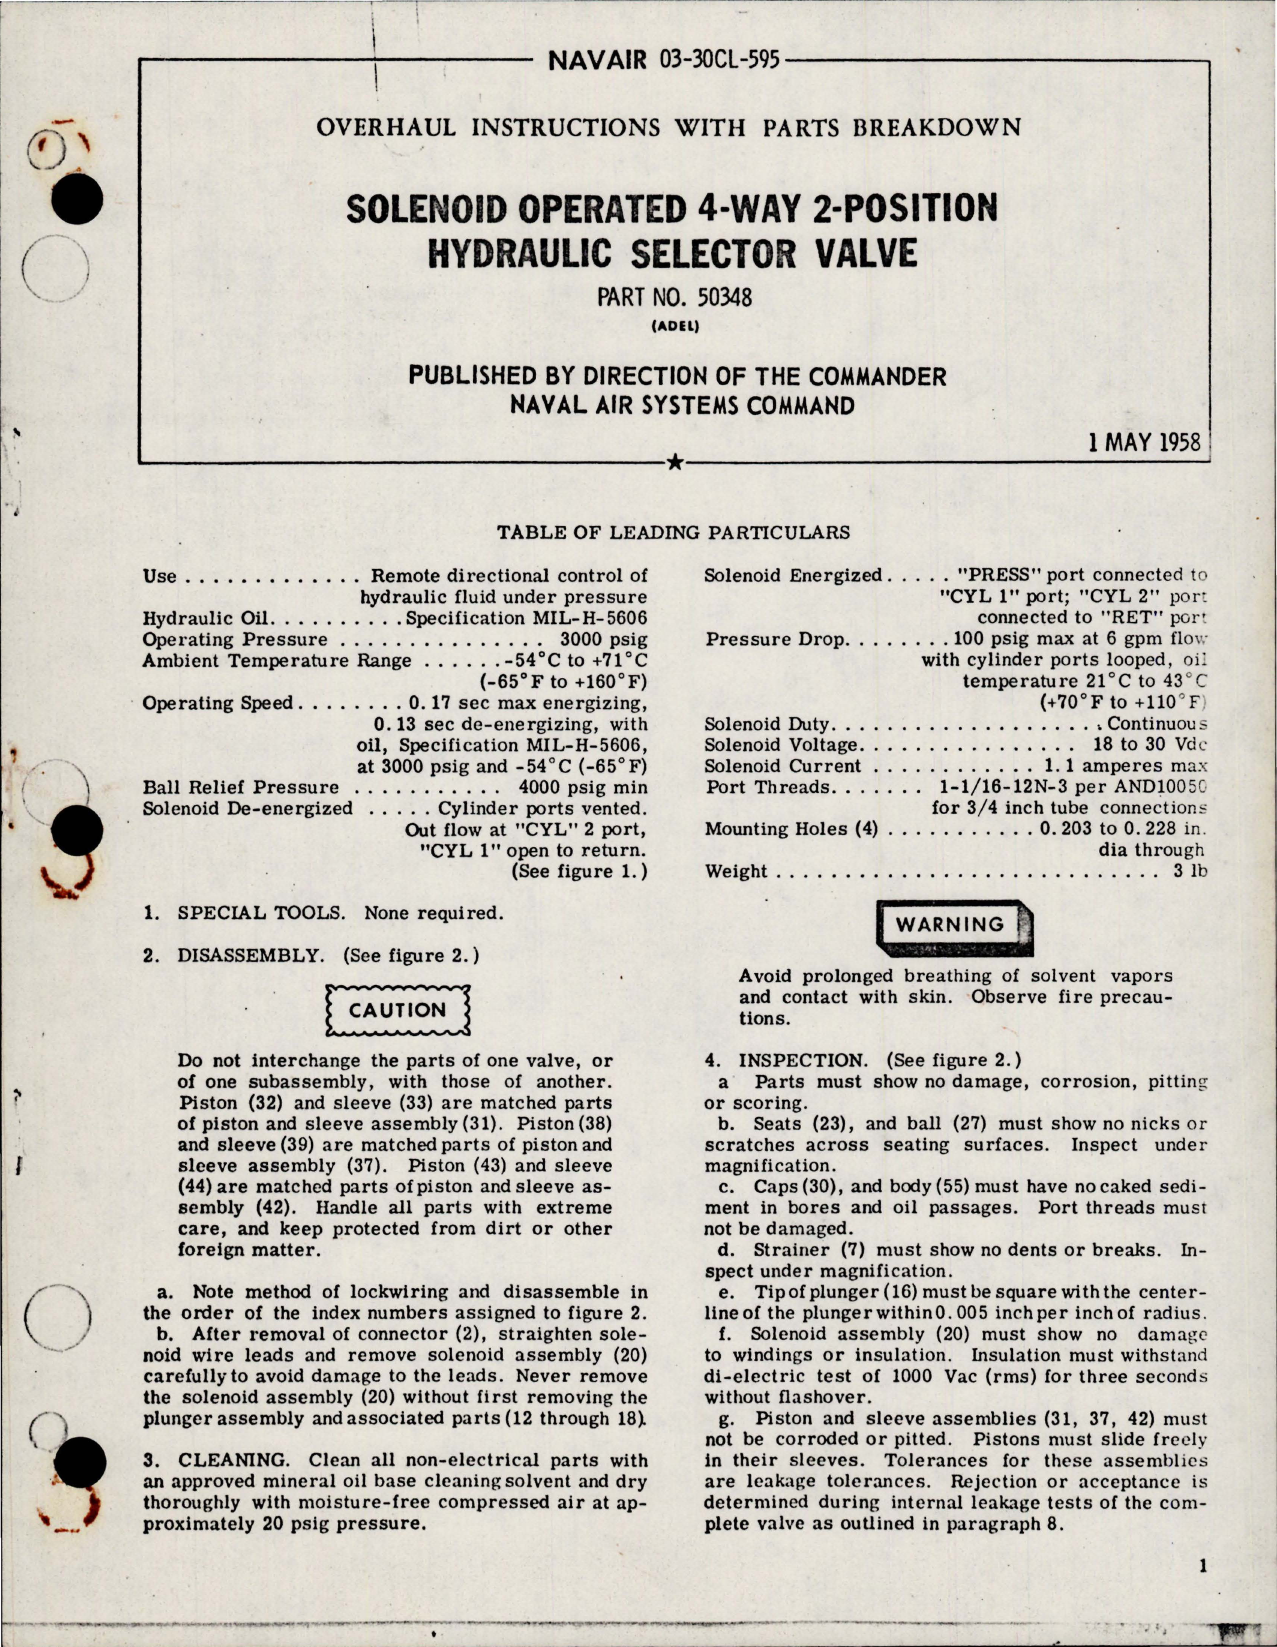 NAVAIR 03-30CL-595
OVERHAUL INSTRUCTIONS WITH PARTS BREAKDOWN
SOLENOID OPERATED 4-WAY 2-POSITION
HYDRAULIC SELECTOR VALVE
PART NO. 50348
(ADEL)
PUBLISHED BY DIRECTION OF THE COMMANDER
NAVAL AIR SYSTEMS COMMAND
1 MAY 1958
TABLE OF LEADING PARTICULARS
Use . . . . . . . . . . . . . Remote directional control of
hydraulic fluid under pressure
Hydraulic Oil. . . . . . . . . . Specification MIL-H-5606
Operating Pressure . . . . . . . . . . . . . . . 3000 psig
Ambient Temperature Range . . . . . . -54°C to +71°C
(-65°F to +160°F)
Operating Speed . . . . . . . . 0.17 sec max energizing,
0.13 sec de-energizing, with
oil, Specification MIL-H-5606,
at 3000 psig and -54°C (-65°F)
Ball Relief Pressure . . . . . . . . . . . 4000 psig min
Solenoid De-energized . . . . . Cylinder ports vented.
Out flow at "CYL" 2 port,
"CYL 1" open to return.
(See figure 1.)
1. SPECIAL TOOLS. None required.
2. DISASSEMBLY. (See figure 2.)
CAUTION
Do not interchange the parts of one valve, or
of one subassembly, with those of another.
Piston (32) and sleeve (33) are matched parts
of piston and sleeve assembly (31). Piston (38)
and sleeve (39) are matched parts of piston and
sleeve assembly (37). Piston (43) and sleeve
(44) are matched parts of piston and sleeve as-
sembly (42). Handle all parts with extreme
care, and keep protected from dirt or other
foreign matter.
a. Note method of lockwiring and disassemble in
the order of the index numbers assigned to figure 2.
b. After removal of connector (2), straighten sole-
noid wire leads and remove solenoid assembly (20)
carefully to avoid damage to the leads. Never remove
the solenoid assembly (20) without first removing the
plunger assembly and associated parts (12 through 18).
3. CLEANING. Clean all non-electrical parts with
an approved mineral oil base cleaning solvent and dry
thoroughly with moisture-free compressed air at ap-
proximately 20 psig pressure.
Solenoid Energized. . . . . "PRESS" port connected to
"CYL 1" port; "CYL 2" port
connected to "RET" port
Pressure Drop. . . . . . . . 100 psig max at 6 gpm flow
with cylinder ports looped, oil
temperature 21°C to 43°C
(+70°F to +110°F)
Solenoid Duty. . . . . . . . . . . . . . . . . . . . Continuous
Solenoid Voltage. . . . . . . . . . . . . . . . 18 to 30 Vdc
Solenoid Current . . . . . . . . . . . . 1.1 amperes max
Port Threads. . . . . . . 1-1/16-12N-3 per AND10050
for 3/4 inch tube connections
Mounting Holes (4) . . . . . . . . . . . 0.203 to 0.228 in.
dia through
Weight . . . . . . . . . . . . . . . . . . . . . . . . . . . . 3 lb
WARNING
Avoid prolonged breathing of solvent vapors
and contact with skin. Observe fire precau-
tions.
4. INSPECTION. (See figure 2.)
a Parts must show no damage, corrosion, pitting
or scoring.
b. Seats (23), and ball (27) must show no nicks or
scratches across seating surfaces. Inspect under
magnification.
c. Caps (30), and body (55) must have no caked sedi-
ment in bores and oil passages. Port threads must
not be damaged.
d. Strainer (7) must show no dents or breaks. In-
spect under magnification.
e. Tip of plunger (16) must be square with the center-
line of the plunger within 0.005 inch per inch of radius.
f. Solenoid assembly (20) must show no damage
to windings or insulation. Insulation must withstand
di-electric test of 1000 Vac (rms) for three seconds
without flashover.
g. Piston and sleeve assemblies (31, 37, 42) must
not be corroded or pitted. Pistons must slide freely
in their sleeves. Tolerances for these assemblies
are leakage tolerances. Rejection or acceptance is
determined during internal leakage tests of the com-
plete valve as outlined in paragraph 8.
1